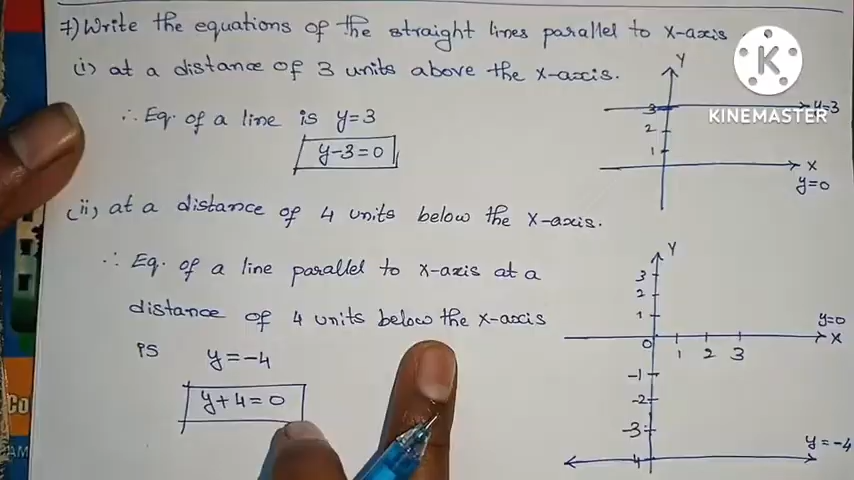 7) Write the equations of the straight lines parallel to x-axis
(i) at a distance of 3 units above the x-axis.
∴ Eq. of a line is y=3
y-3=0
(ii) at a distance of 4 units below the x-axis.
∴ Eq. of a line parallel to x-axis at a
distance of 4 units below the x-axis
is y=-4
y+4=0
Y
3
y=3
2
1
X
y=0
Y
3
2
1
y=0
0
1 2 3
X
-1
-2
-3
-4
y=-4
K
KINEMASTER